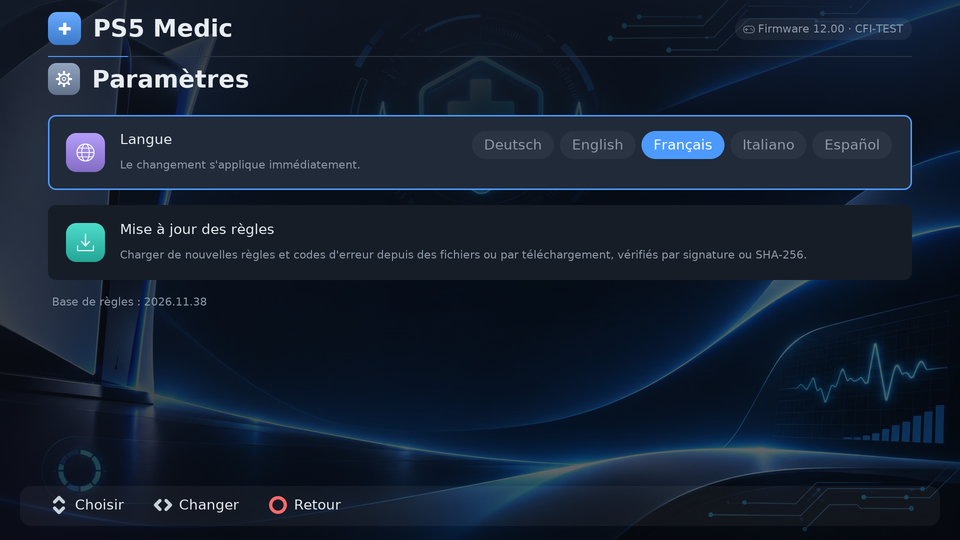 PS5 Medic
Firmware 12.00 · CFI-TEST
Paramètres
Langue
Deutsch English Français Italiano Español
Le changement s'applique immédiatement.
Mise à jour des règles
Charger de nouvelles règles et codes d'erreur depuis des fichiers ou par téléchargement, vérifiés par signature ou SHA-256.
Base de règles : 2026.11.38
Choisir Changer Retour